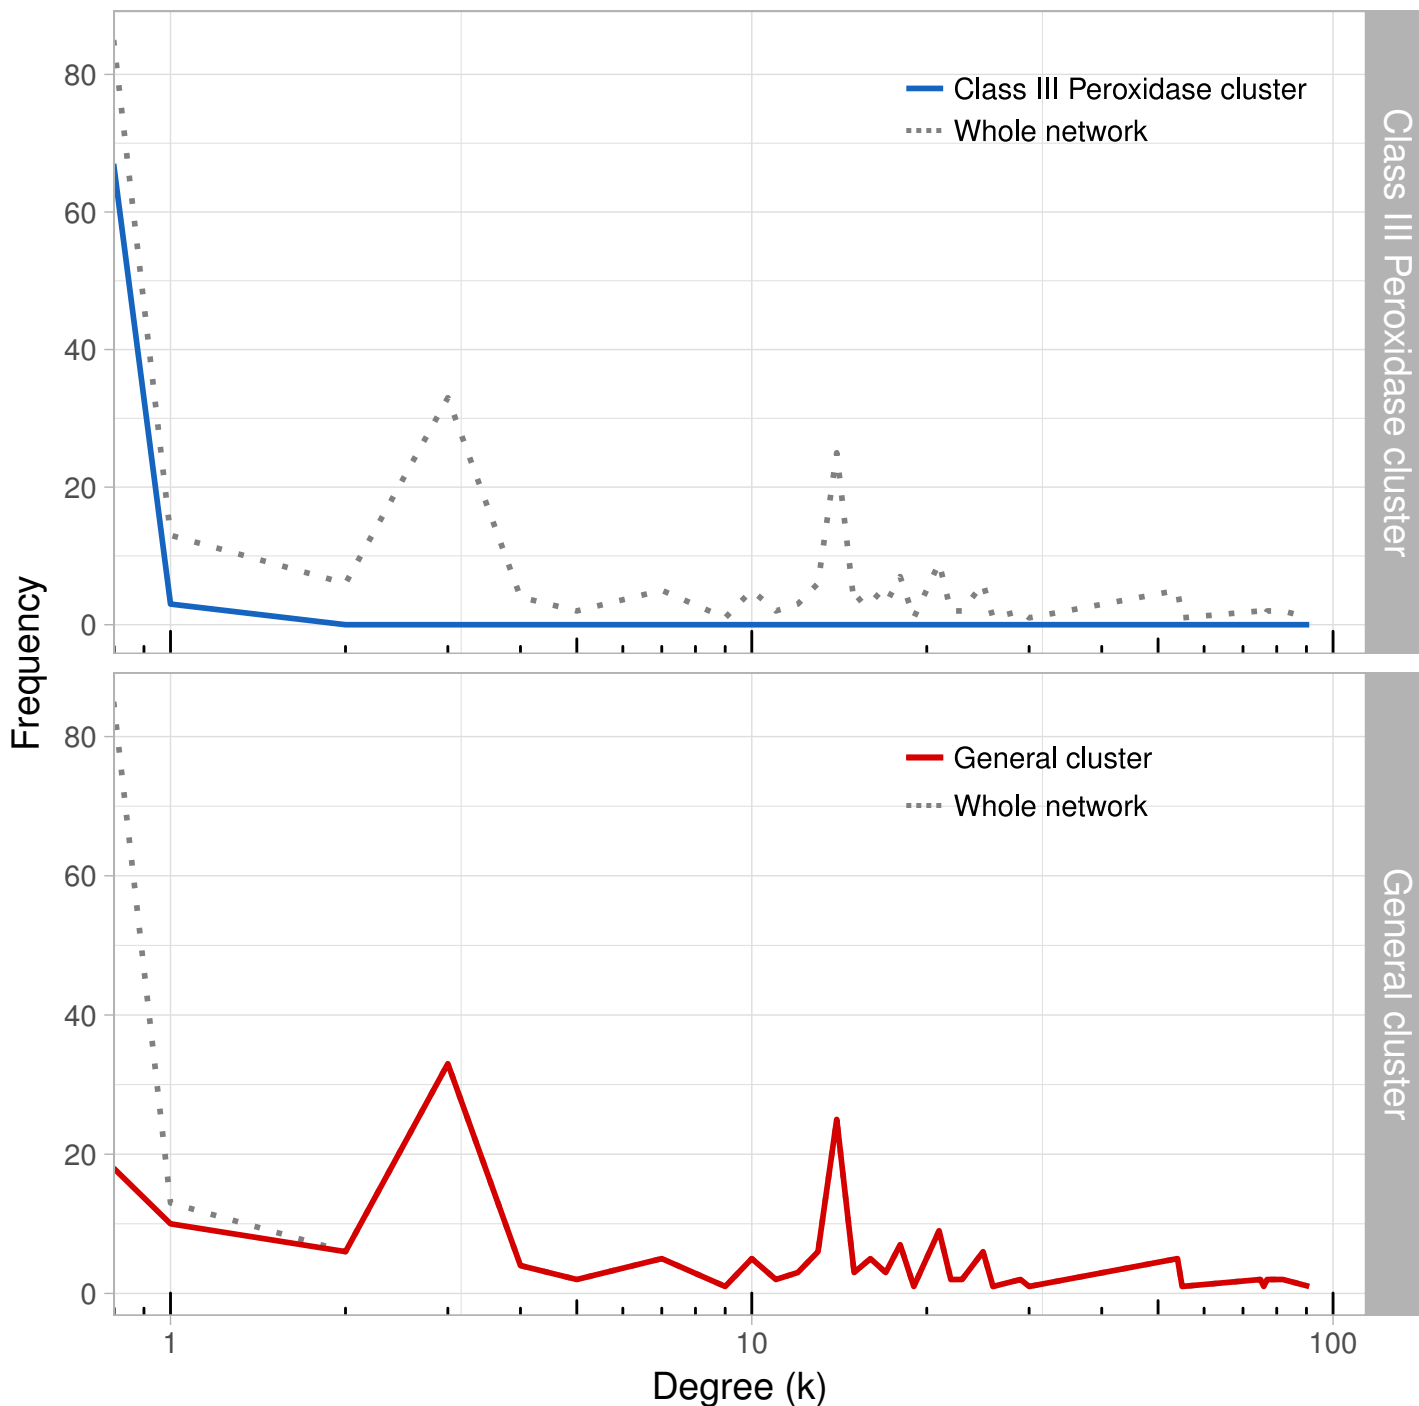 Frequency
80
60
40
20
0
Class III Peroxidase cluster
Whole network
Class III Peroxidase cluster
80
60
40
20
0
General cluster
Whole network
General cluster
1
10
100
Degree (k)